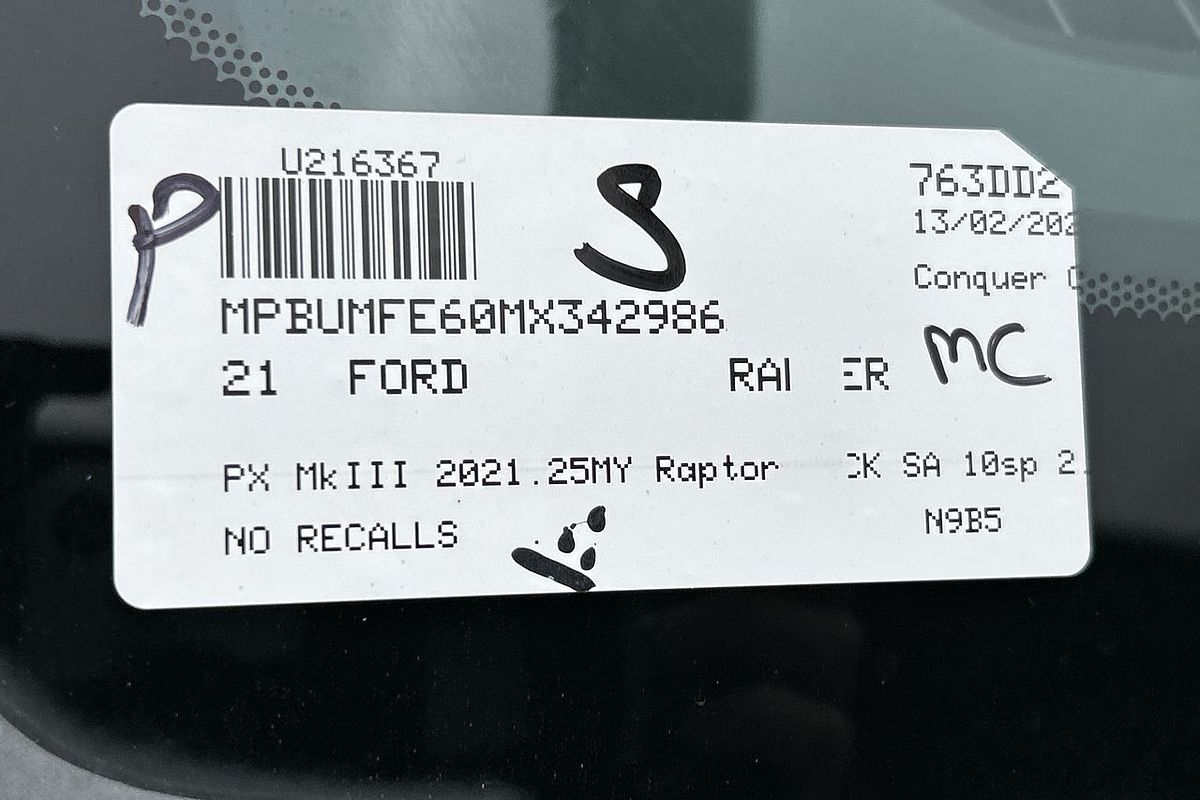 U216367
763DD2
13/02/202
P
S
Conquer
MPBUMFE60MX342986
MC
21 FORD RAI ER
PX MkIII 2021.25MY Raptor CK SA 10sp 2.
NO RECALLS
N9B5